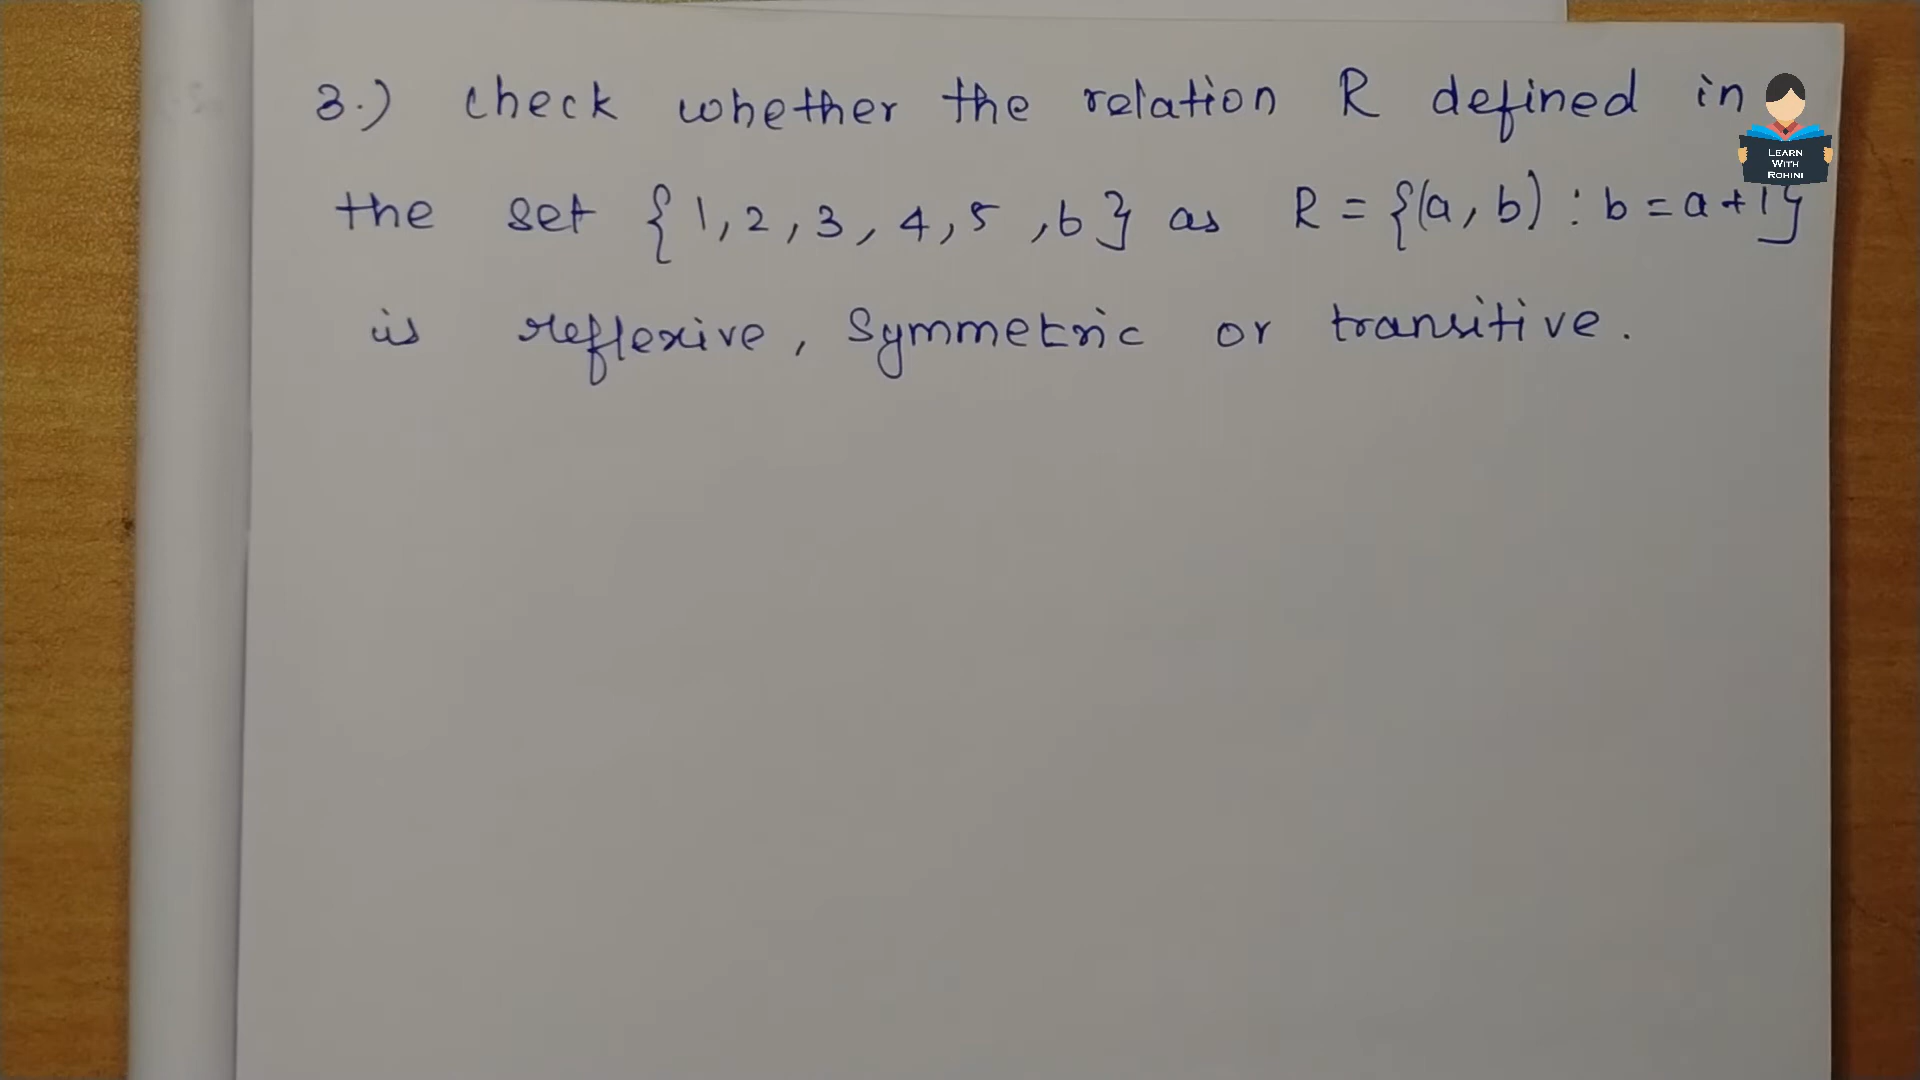 3.) check whether the relation R defined in
the set {1, 2, 3, 4, 5, 6} as R = {(a, b) : b = a + 1}
is reflexive, Symmetric or transitive.
LEARN
WITH
ROHINI